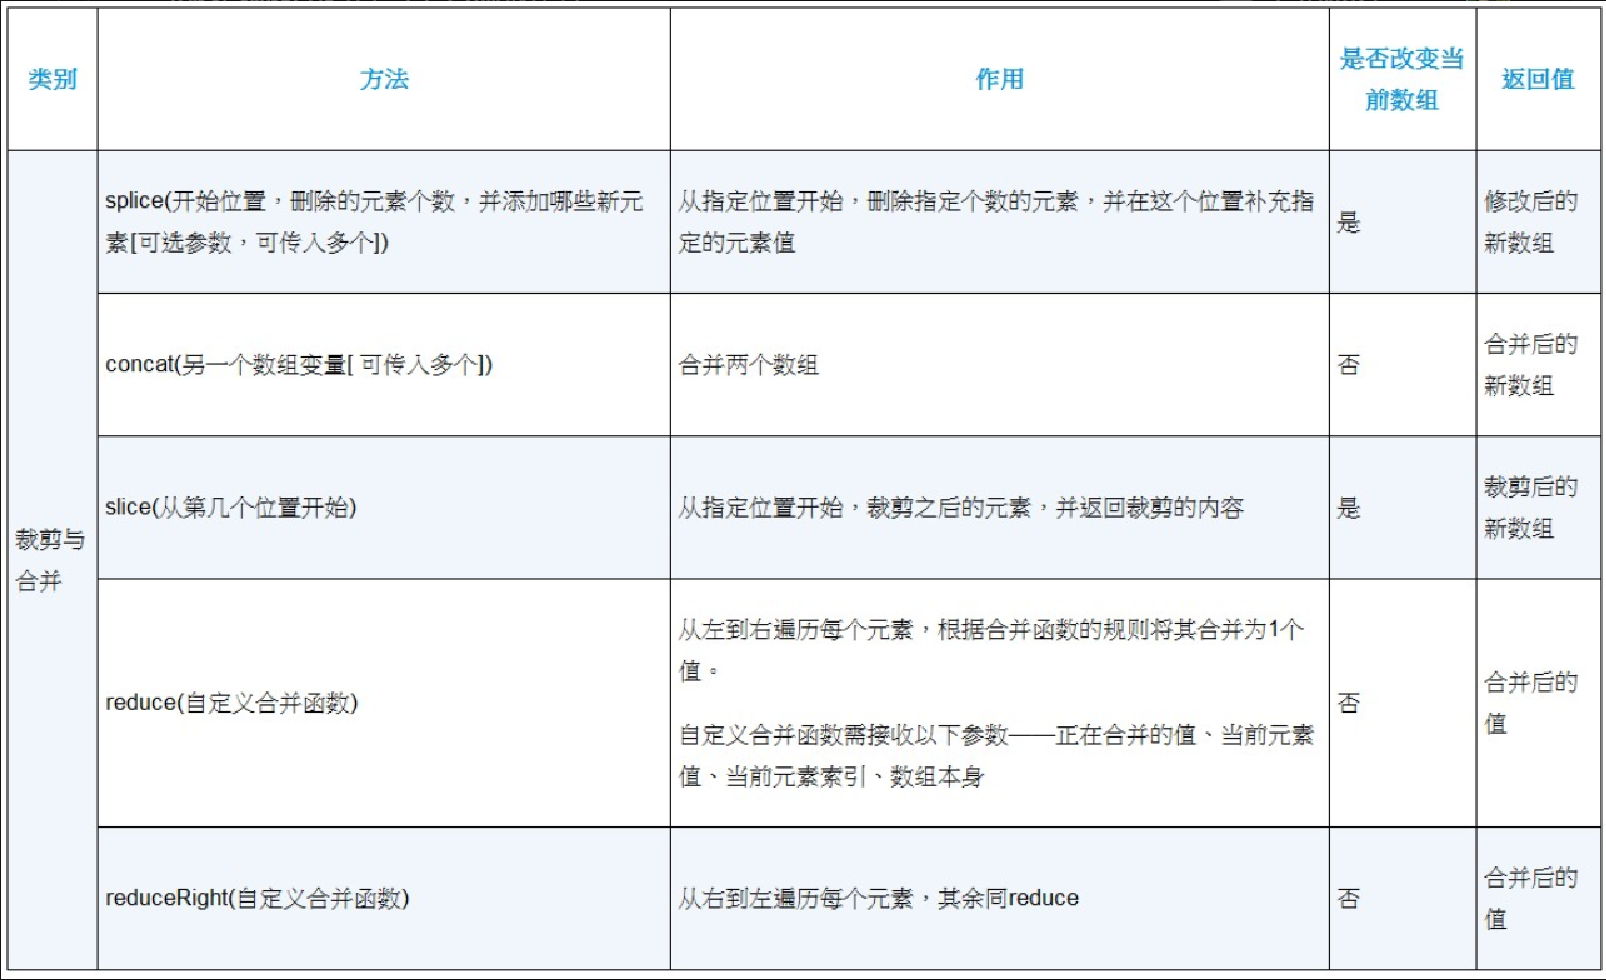 类别
方法
作用
是否改变当
前数组
返回值
裁剪与
合并
splice(开始位置，删除的元素个数，并添加哪些新元
素[可选参数，可传入多个])
从指定位置开始，删除指定个数的元素，并在这个位置补充指
定的元素值
是
修改后的
新数组
concat(另一个数组变量[ 可传入多个])
合并两个数组
否
合并后的
新数组
slice(从第几个位置开始)
从指定位置开始，裁剪之后的元素，并返回裁剪的内容
是
裁剪后的
新数组
reduce(自定义合并函数)
从左到右遍历每个元素，根据合并函数的规则将其合并为1个
值。
自定义合并函数需接收以下参数——正在合并的值、当前元素
值、当前元素索引、数组本身
否
合并后的
值
reduceRight(自定义合并函数)
从右到左遍历每个元素，其余同reduce
否
合并后的
值